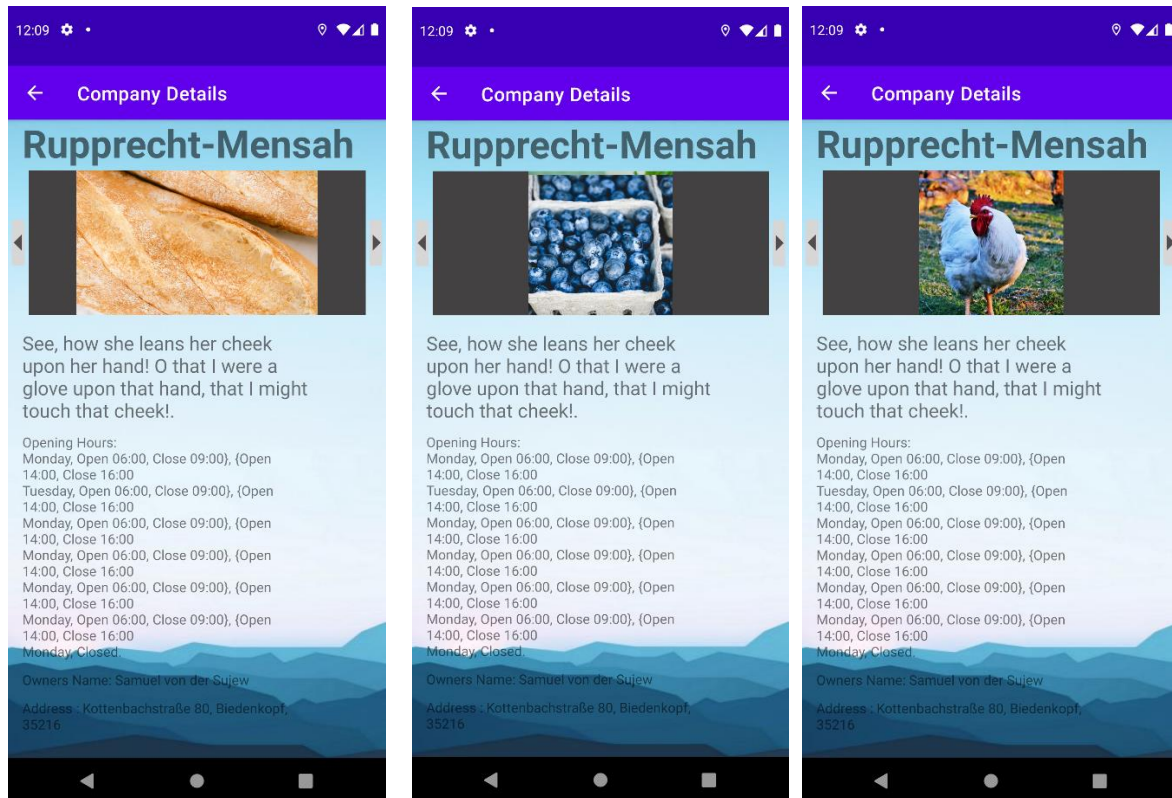 12:09
Company Details
Rupprecht-Mensah
See, how she leans her cheek
upon her hand! O that I were a
glove upon that hand, that I might
touch that cheek!.
Opening Hours:
Monday, Open 06:00, Close 09:00}, {Open
14:00, Close 16:00
Tuesday, Open 06:00, Close 09:00}, {Open
14:00, Close 16:00
Monday, Open 06:00, Close 09:00}, {Open
14:00, Close 16:00
Monday, Open 06:00, Close 09:00}, {Open
14:00, Close 16:00
Monday, Open 06:00, Close 09:00}, {Open
14:00, Close 16:00
Monday, Open 06:00, Close 09:00}, {Open
14:00, Close 16:00
Monday, Closed.
Owners Name: Samuel von der Sujew
Address : Kottenbachstraße 80, Biedenkopf,
35216
12:09
Company Details
Rupprecht-Mensah
See, how she leans her cheek
upon her hand! O that I were a
glove upon that hand, that I might
touch that cheek!.
Opening Hours:
Monday, Open 06:00, Close 09:00}, {Open
14:00, Close 16:00
Tuesday, Open 06:00, Close 09:00}, {Open
14:00, Close 16:00
Monday, Open 06:00, Close 09:00}, {Open
14:00, Close 16:00
Monday, Open 06:00, Close 09:00}, {Open
14:00, Close 16:00
Monday, Open 06:00, Close 09:00}, {Open
14:00, Close 16:00
Monday, Open 06:00, Close 09:00}, {Open
14:00, Close 16:00
Monday, Closed.
Owners Name: Samuel von der Sujew
Address : Kottenbachstraße 80, Biedenkopf,
35216
12:09
Company Details
Rupprecht-Mensah
See, how she leans her cheek
upon her hand! O that I were a
glove upon that hand, that I might
touch that cheek!.
Opening Hours:
Monday, Open 06:00, Close 09:00}, {Open
14:00, Close 16:00
Tuesday, Open 06:00, Close 09:00}, {Open
14:00, Close 16:00
Monday, Open 06:00, Close 09:00}, {Open
14:00, Close 16:00
Monday, Open 06:00, Close 09:00}, {Open
14:00, Close 16:00
Monday, Open 06:00, Close 09:00}, {Open
14:00, Close 16:00
Monday, Open 06:00, Close 09:00}, {Open
14:00, Close 16:00
Monday, Closed.
Owners Name: Samuel von der Sujew
Address : Kottenbachstraße 80, Biedenkopf,
35216